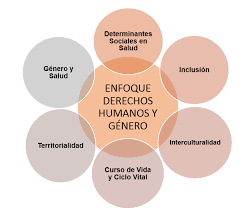 Determinantes
Sociales en
Salud
Género y
Salud
Inclusión
ENFOQUE
DERECHOS
HUMANOS Y
GÉNERO
Territorialidad
Interculturalidad
Curso de Vida
y Ciclo Vital